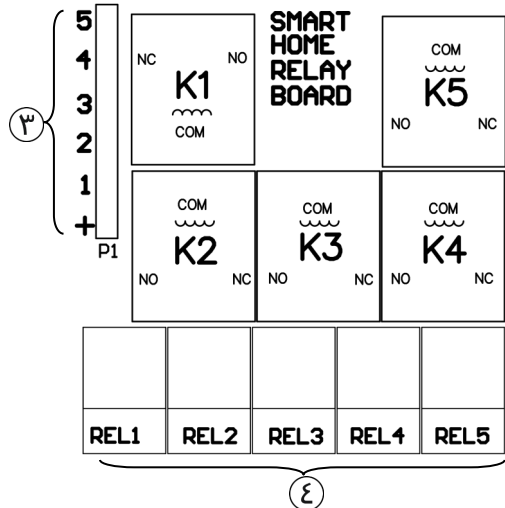 5
4
3
2
1
+
P1
٣
NC
NO
K1
COM
SMART
HOME
RELAY
BOARD
COM
K5
NO
NC
COM
K2
NO
NC
COM
K3
NO
COM
K4
NO
NC
REL1
REL2
REL3
REL4
REL5
٤